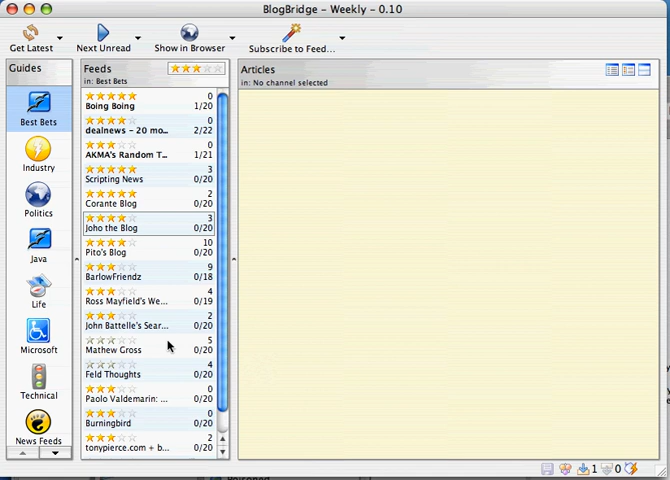 BlogBridge - Weekly - 0.10
Get Latest
Next Unread
Show in Browser
Subscribe to Feed...
Guides
Best Bets
Industry
Politics
Java
Life
Microsoft
Technical
News Feeds
Feeds
in: Best Bets
0
Boing Boing 1/20
0
dealnews - 20 mo... 2/22
0
AKMA's Random T... 1/21
3
Scripting News 0/20
2
Corante Blog 0/20
3
Joho the Blog 0/20
10
Pito's Blog 0/20
9
BarlowFriendz 0/18
4
Ross Mayfield's We... 0/19
2
John Battelle's Sear... 0/20
5
Mathew Gross 0/20
4
Feld Thoughts 0/20
0
Paolo Valdemarin: ... 0/20
0
Burningbird 0/20
2
tonypierce.com + b... 0/20
Articles
in: No channel selected
1
0